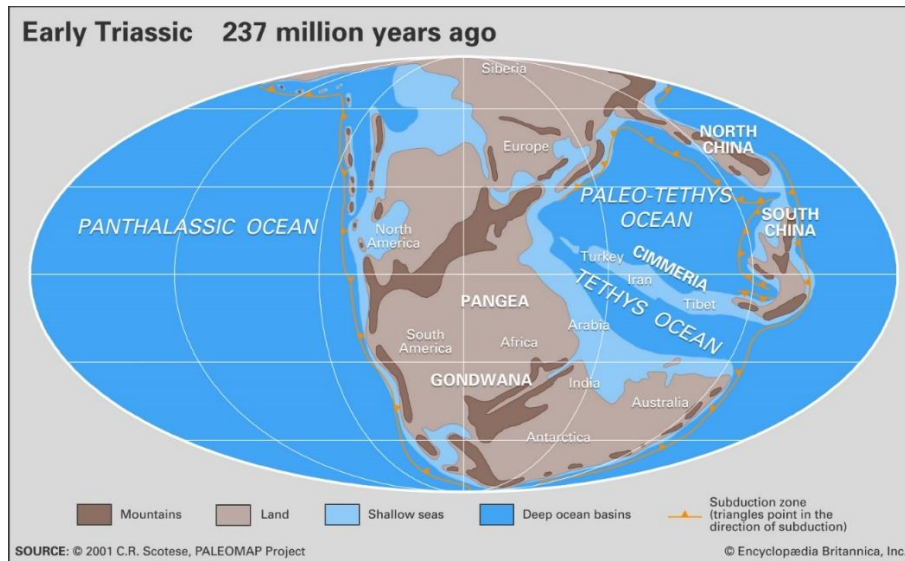 Early Triassic 237 million years ago
Siberia
NORTH
CHINA
Europe
PALEO-TETHYS
OCEAN
SOUTH
CHINA
PANTHALASSIC OCEAN
North
America
Turkey
CIMMERIA
Iran
TETHYS OCEAN
Tibet
PANGEA
Arabia
South
America
Africa
GONDWANA
India
Australia
Antarctica
Mountains
Land
Shallow seas
Deep ocean basins
Subduction zone
(triangles point in the
direction of subduction)
SOURCE: © 2001 C.R. Scotese, PALEOMAP Project
© Encyclopædia Britannica, Inc.